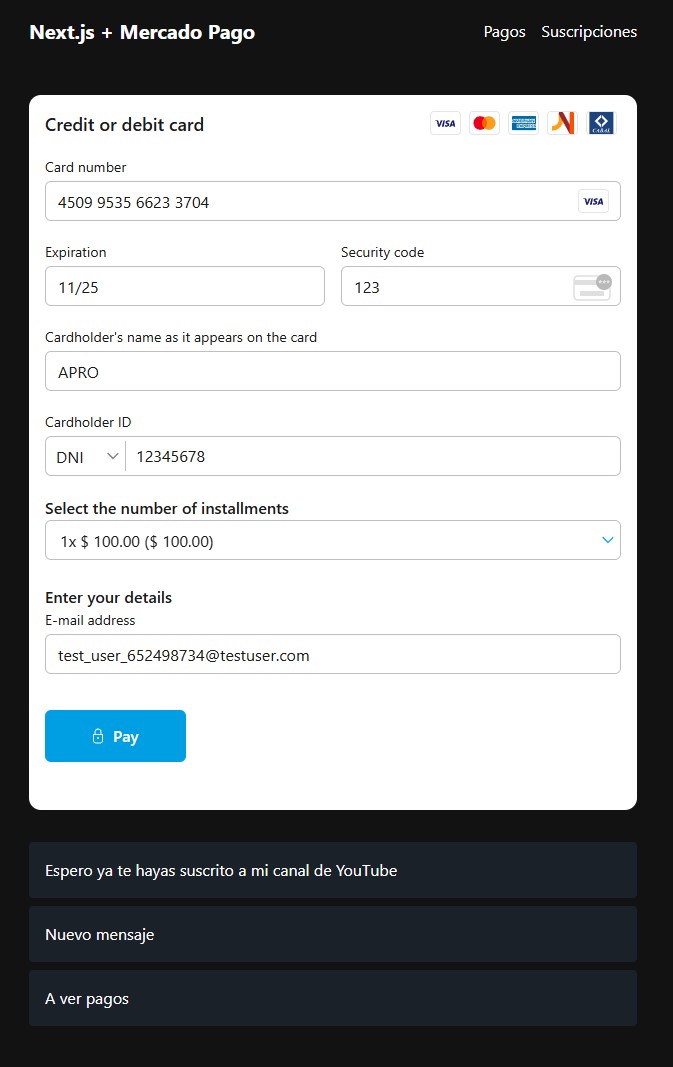 Next.js + Mercado Pago
Pagos Suscripciones
Credit or debit card
VISA
AMERICAN EXPRESS
CABAL
Card number
4509 9535 6623 3704
VISA
Expiration
Security code
11/25
123
Cardholder's name as it appears on the card
APRO
Cardholder ID
DNI
12345678
Select the number of installments
1x $ 100.00 ($ 100.00)
Enter your details
E-mail address
test_user_652498734@testuser.com
Pay
Espero ya te hayas suscrito a mi canal de YouTube
Nuevo mensaje
A ver pagos